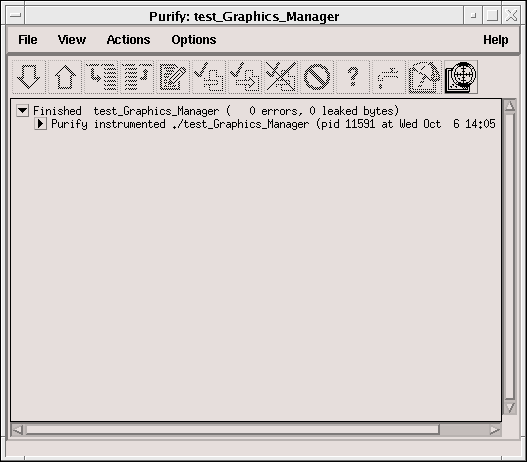 Purify: test_Graphics_Manager
File View Actions Options Help
Finished  test_Graphics_Manager (   0 errors, 0 leaked bytes)
Purify instrumented ./test_Graphics_Manager (pid 11591 at Wed Oct  6 14:05